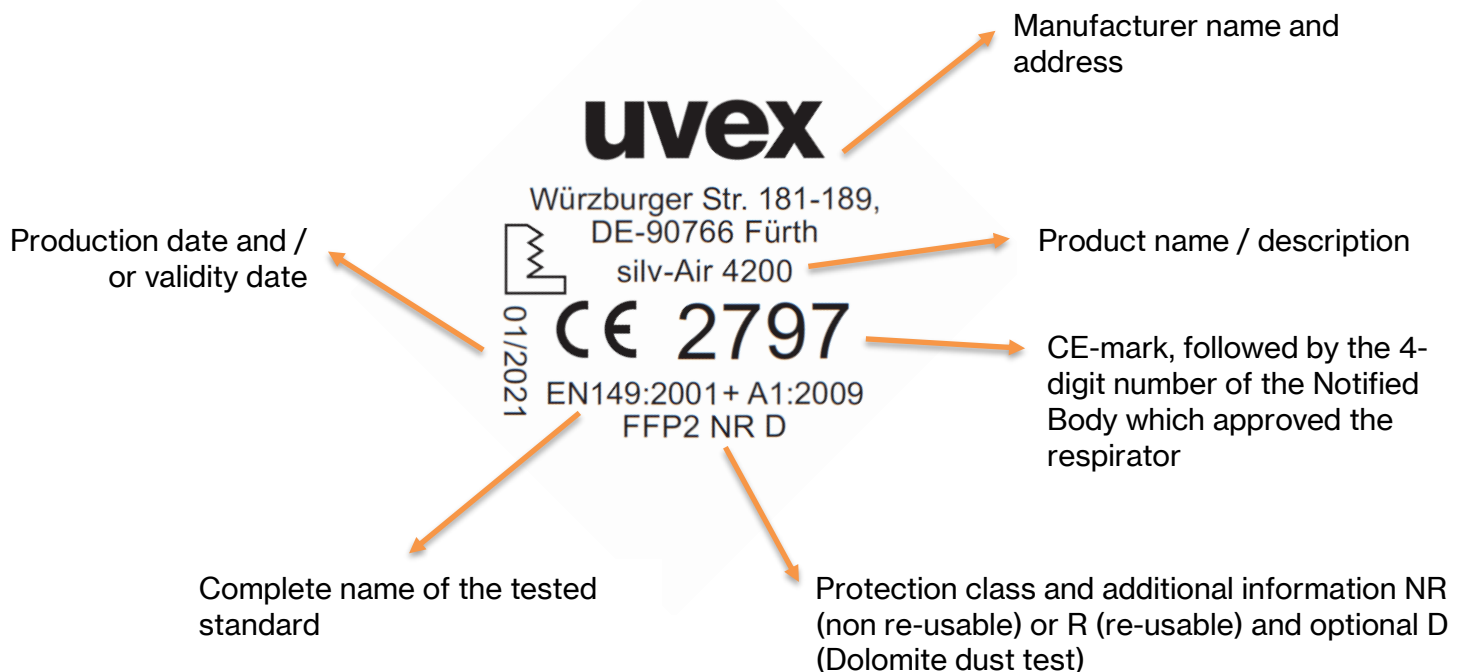 Manufacturer name and
address
uvex
Würzburger Str. 181-189,
DE-90766 Fürth
silv-Air 4200
Production date and /
or validity date
Product name / description
01/2021
CE 2797
CE-mark, followed by the 4-
digit number of the Notified
Body which approved the
respirator
EN149:2001+ A1:2009
FFP2 NR D
Complete name of the tested
standard
Protection class and additional information NR
(non re-usable) or R (re-usable) and optional D
(Dolomite dust test)